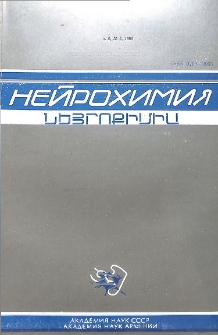 НЕЙРОХИМИЯ
ՆԵՅՐՈՔԻՄԻԱ
АКАДЕМИЯ НАУК СССР
АКАДЕМИЯ НАУК АРМЕНИИ